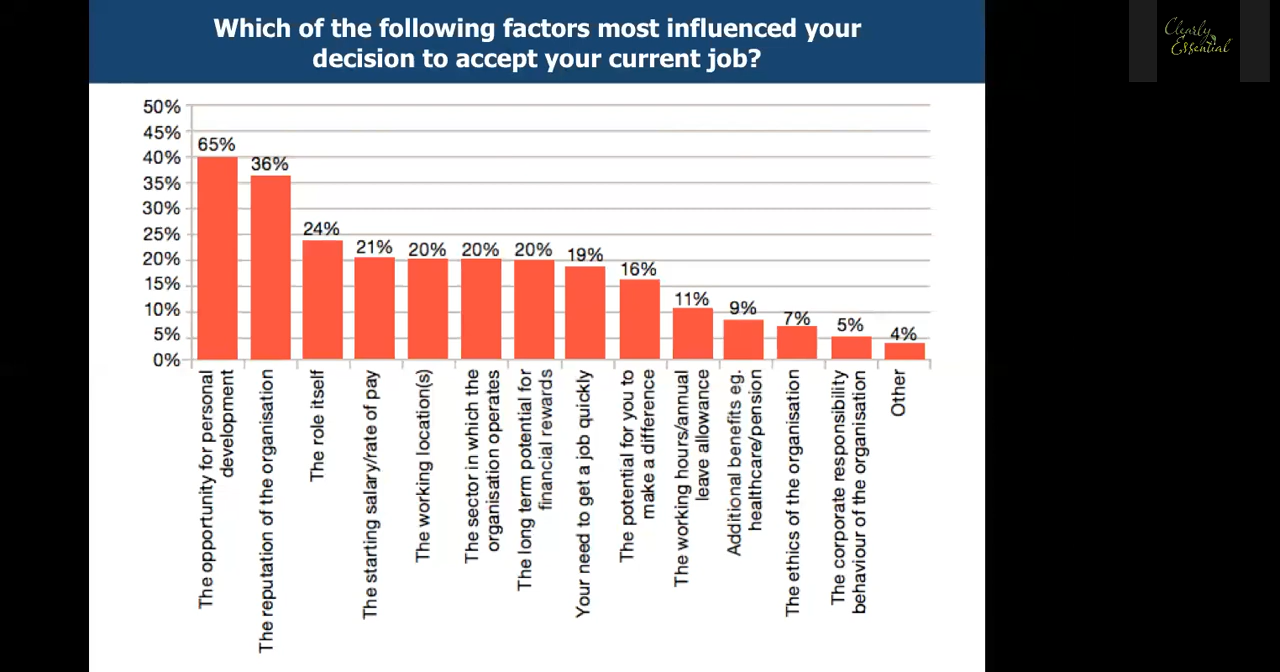 Which of the following factors most influenced your
decision to accept your current job?
Clearly
Essential
50%
45%
40%
35%
30%
25%
20%
15%
10%
5%
0%
65%
36%
24%
21%
20%
20%
20%
19%
16%
11%
9%
7%
5%
4%
The opportunity for personal
development
The reputation of the organisation
The role itself
The starting salary/rate of pay
The working location(s)
The sector in which the
organisation operates
The long term potential for
financial rewards
Your need to get a job quickly
The potential for you to
make a difference
The working hours/annual
leave allowance
Additional benefits eg.
healthcare/pension
The ethics of the organisation
The corporate responsibility
behaviour of the organisation
Other